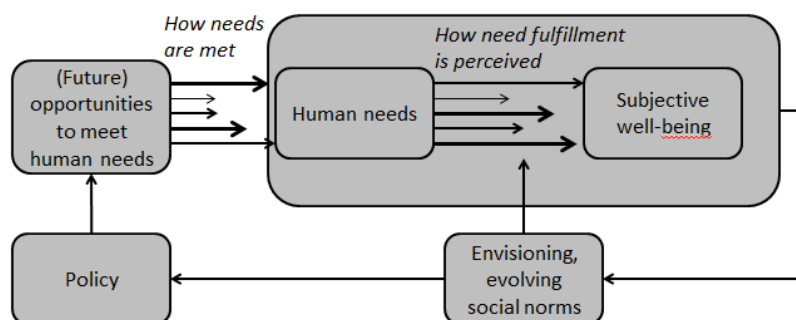 How needs
are met
How need fulfillment
is perceived
(Future)
opportunities
to meet
human needs
Human needs
Subjective
well-being
Policy
Envisioning,
evolving
social norms